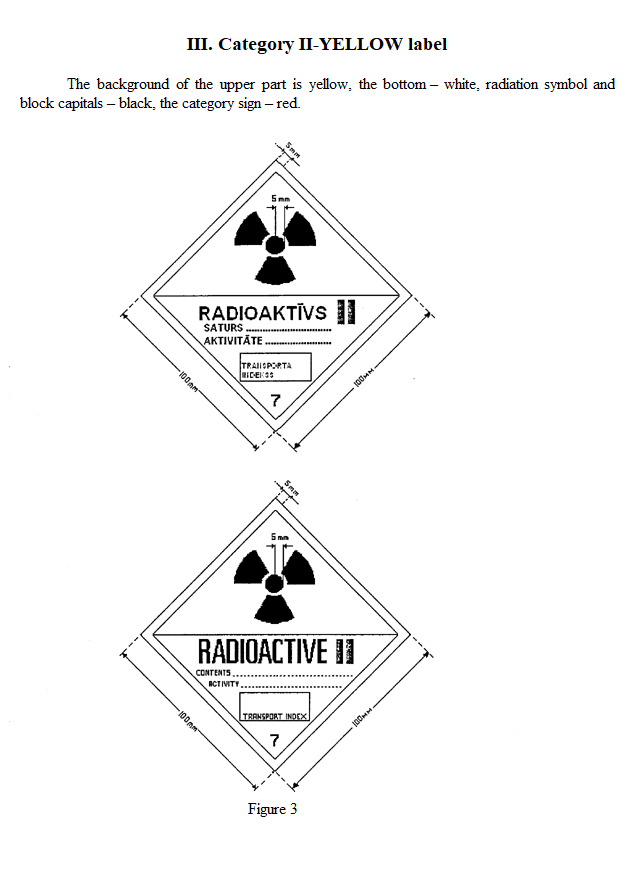 III. Category II-YELLOW label
The background of the upper part is yellow, the bottom – white, radiation symbol and
block capitals – black, the category sign – red.
5mm
5 mm
RADIOAKTĪVS II
SATURS
AKTIVITĀTE
TRANSPORTA
INDEKSS
7
100mm
100мм
5mm
5 mm
RADIOACTIVE II
CONTENTS
ACTIVITY
TRANSPORT INDEX
7
100mm
100мм
Figure 3